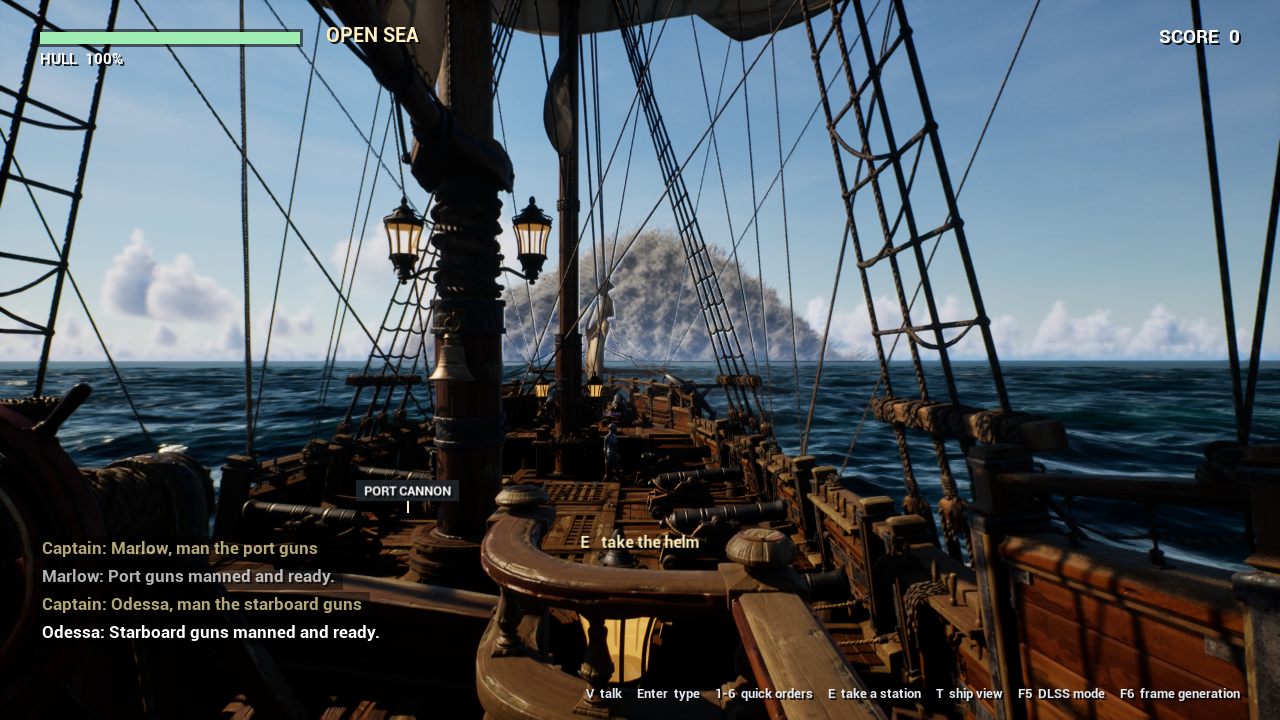 OPEN SEA
SCORE 0
HULL 100%
PORT CANNON
E take the helm
Captain: Marlow, man the port guns
Marlow: Port guns manned and ready.
Captain: Odessa, man the starboard guns
Odessa: Starboard guns manned and ready.
V talk Enter type 1-6 quick orders E take a station T ship view F5 DLSS mode F6 frame generation